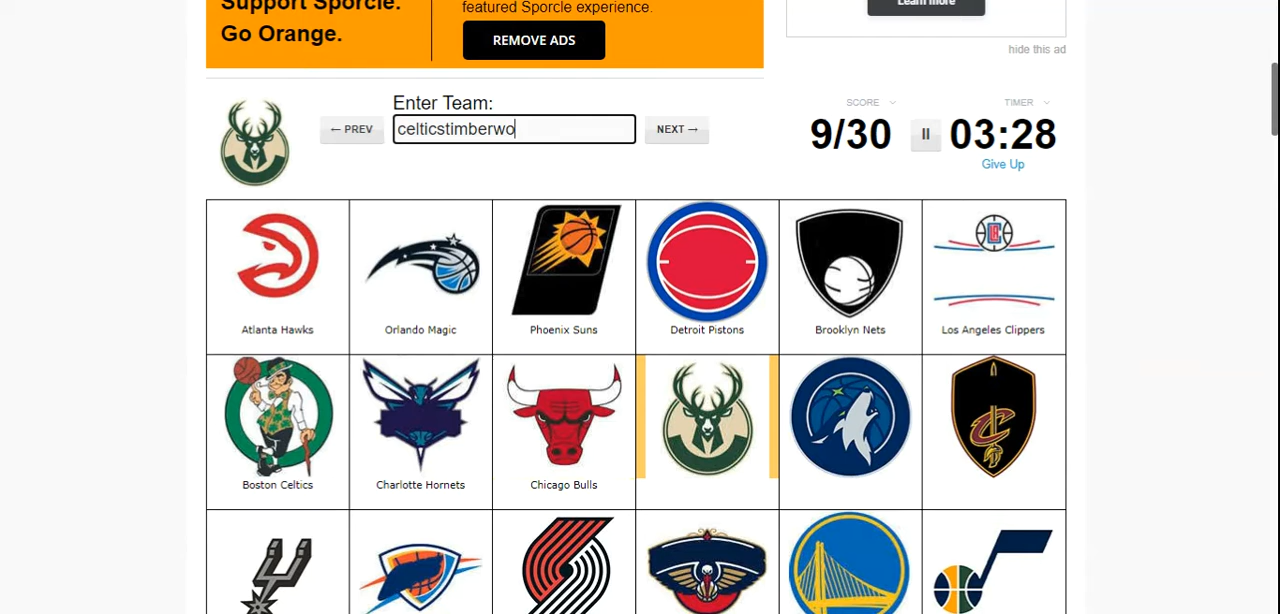 Support Sporcle.
Go Orange.
featured Sporcle experience.
REMOVE ADS
Learn more
hide this ad
Enter Team:
← PREV
celticstimberwo
NEXT →
SCORE
9/30
TIMER
03:28
Give Up
Atlanta Hawks
Orlando Magic
Phoenix Suns
Detroit Pistons
Brooklyn Nets
Los Angeles Clippers
Boston Celtics
Charlotte Hornets
Chicago Bulls